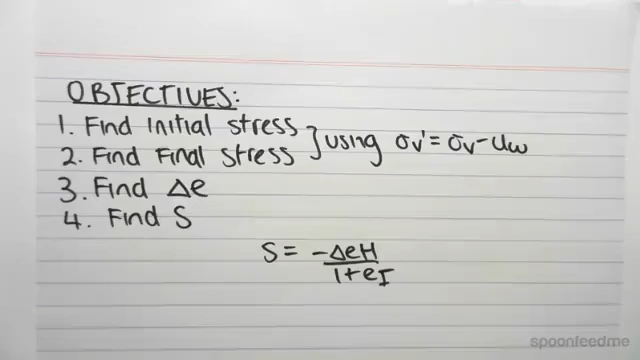 OBJECTIVES:
1. Find initial stress
2. Find Final stress } using σv' = σv - uw
3. Find Δe
4. Find S
S = -ΔeH / 1+eI
spoonfeedme